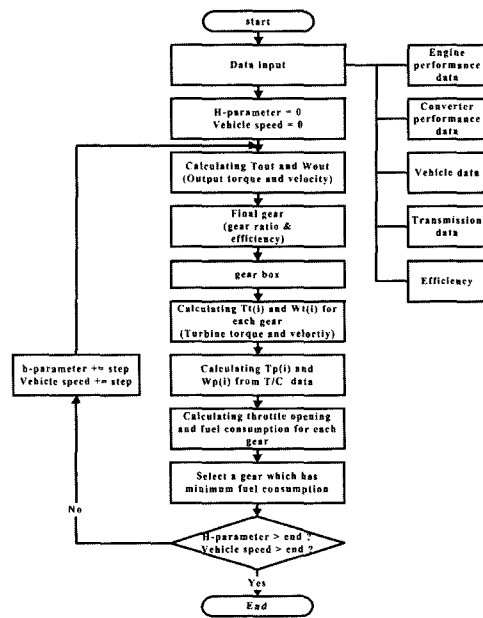 start
Data input
Engine
performance
data
H-parameter = 0
Vehicle speed = 0
Converter
performance
data
Calculating Tout and Wout
(Output torque and velocity)
Vehicle data
Final gear
(gear ratio &
efficiency)
Transmission
data
gear box
Efficiency
Calculating Tt(i) and Wt(i) for
each gear
(Turbine torque and veloctiy)
b-parameter += step
Vehicle speed += step
Calculating Tp(i) and
Wp(i) from T/C data
Calculating throttle opening
and fuel consumption for each
gear
Select a gear which has
minimum fuel consumption
No
H-parameter > end ?
Vehicle speed > end ?
Yes
End